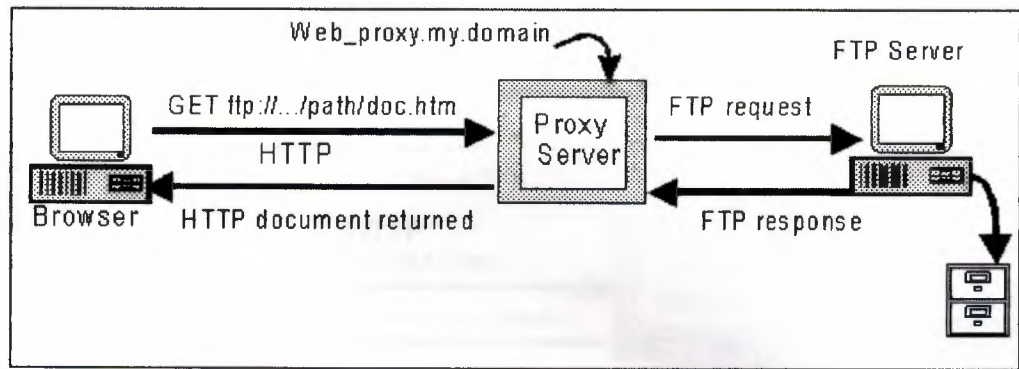 Web_proxy.my.domain
FTP Server
GET ftp://.../path/doc.htm
HTTP
Proxy
Server
FTP request
Browser
HTTP document returned
FTP response